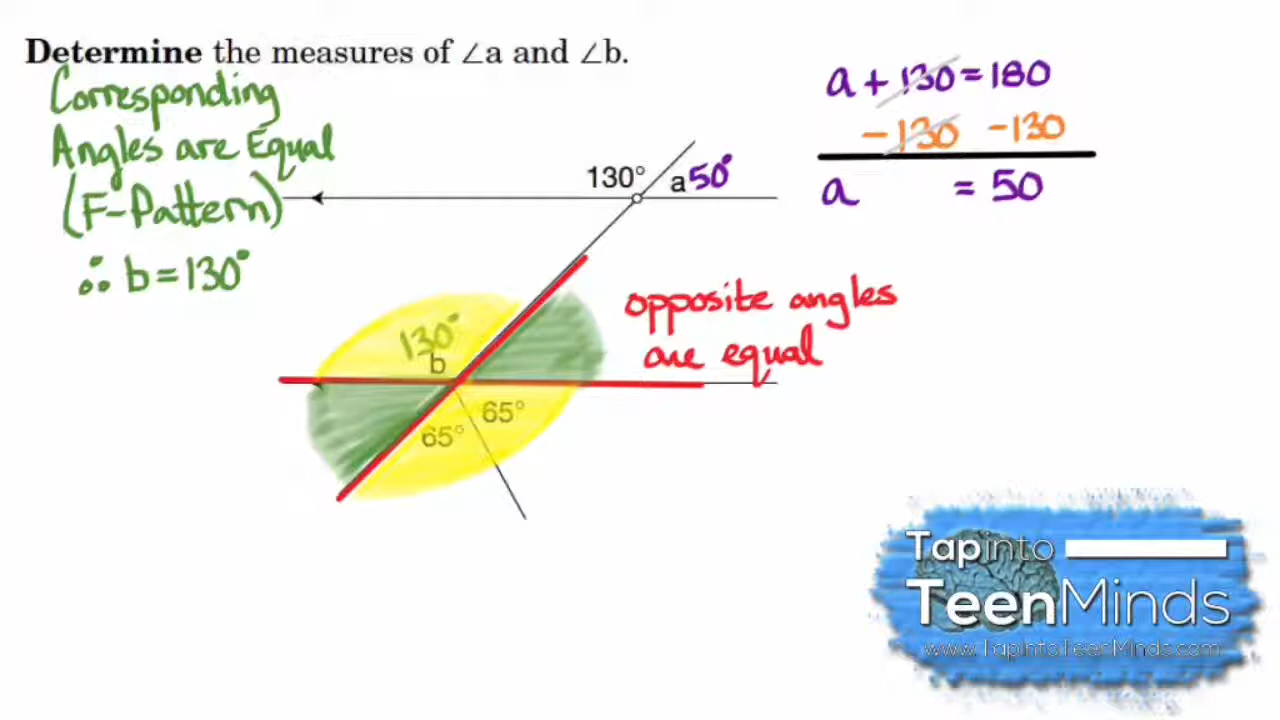 Determine the measures of ∠a and ∠b.
Corresponding
Angles are Equal
(F-Pattern)
∴ b=130°
a + 130 = 180
-130 -130
a = 50
130° a 50°
opposite angles
are equal
130°
b
65°
65°
Tap into
TeenMinds
www.TapIntoTeenMinds.com